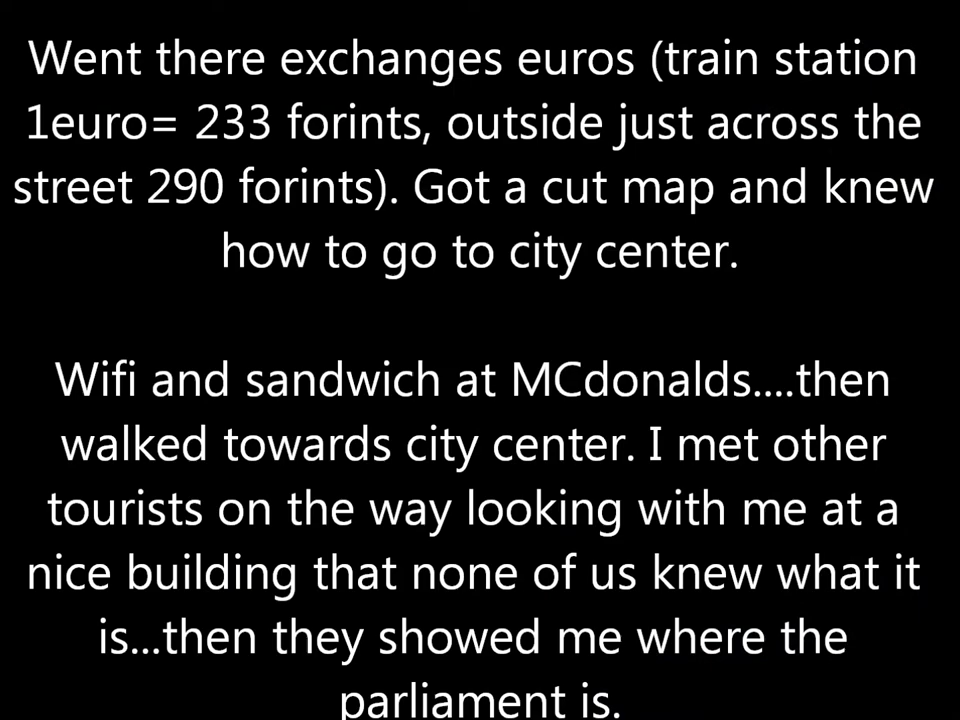 Went there exchanges euros (train station
1euro= 233 forints, outside just across the
street 290 forints). Got a cut map and knew
how to go to city center.
Wifi and sandwich at MCdonalds....then
walked towards city center. I met other
tourists on the way looking with me at a
nice building that none of us knew what it
is...then they showed me where the
parliament is.